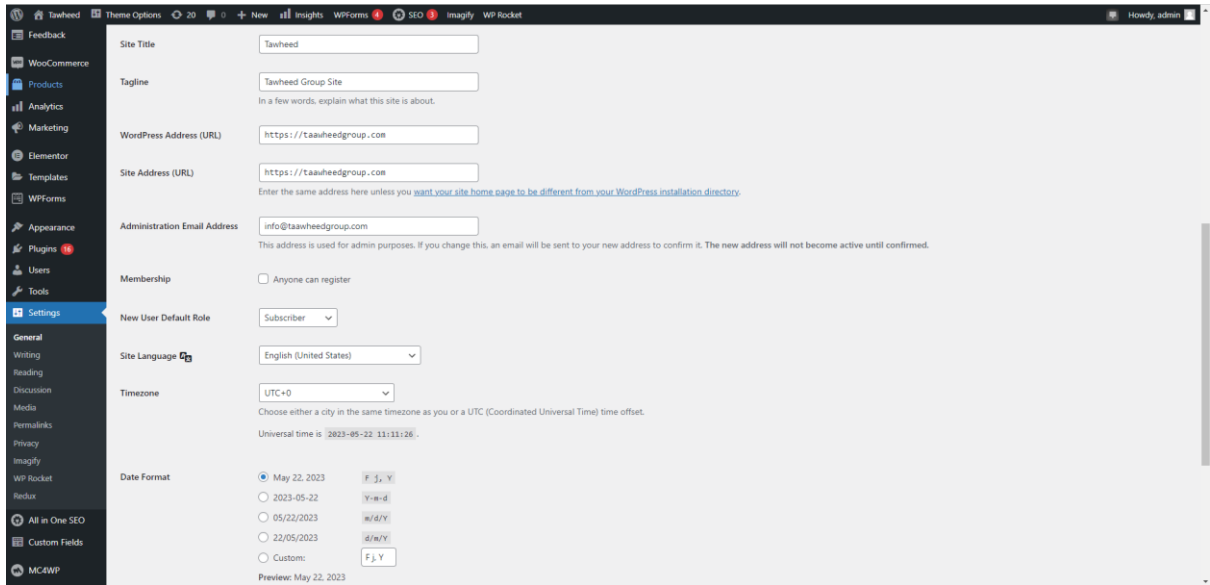 Tawheed Theme Options 20 0 + New Insights WPForms 4 SEO 3 Imagify WP Rocket Howdy, admin
Feedback
WooCommerce
Products
Analytics
Marketing
Elementor
Templates
WPForms
Appearance
Plugins 16
Users
Tools
Settings
General
Writing
Reading
Discussion
Media
Permalinks
Privacy
Imagify
WP Rocket
Redux
All in One SEO
Custom Fields
MC4WP
Site Title Tawheed
Tagline Tawheed Group Site
In a few words, explain what this site is about.
WordPress Address (URL) https://taawheedgroup.com
Site Address (URL) https://taawheedgroup.com
Enter the same address here unless you want your site home page to be different from your WordPress installation directory.
Administration Email Address info@taawheedgroup.com
This address is used for admin purposes. If you change this, an email will be sent to your new address to confirm it. The new address will not become active until confirmed.
Membership Anyone can register
New User Default Role Subscriber
Site Language English (United States)
Timezone UTC+0
Choose either a city in the same timezone as you or a UTC (Coordinated Universal Time) time offset.
Universal time is 2023-05-22 11:11:26 .
Date Format May 22, 2023 F j, Y
2023-05-22 Y-m-d
05/22/2023 m/d/Y
22/05/2023 d/m/Y
Custom: F j, Y
Preview: May 22, 2023